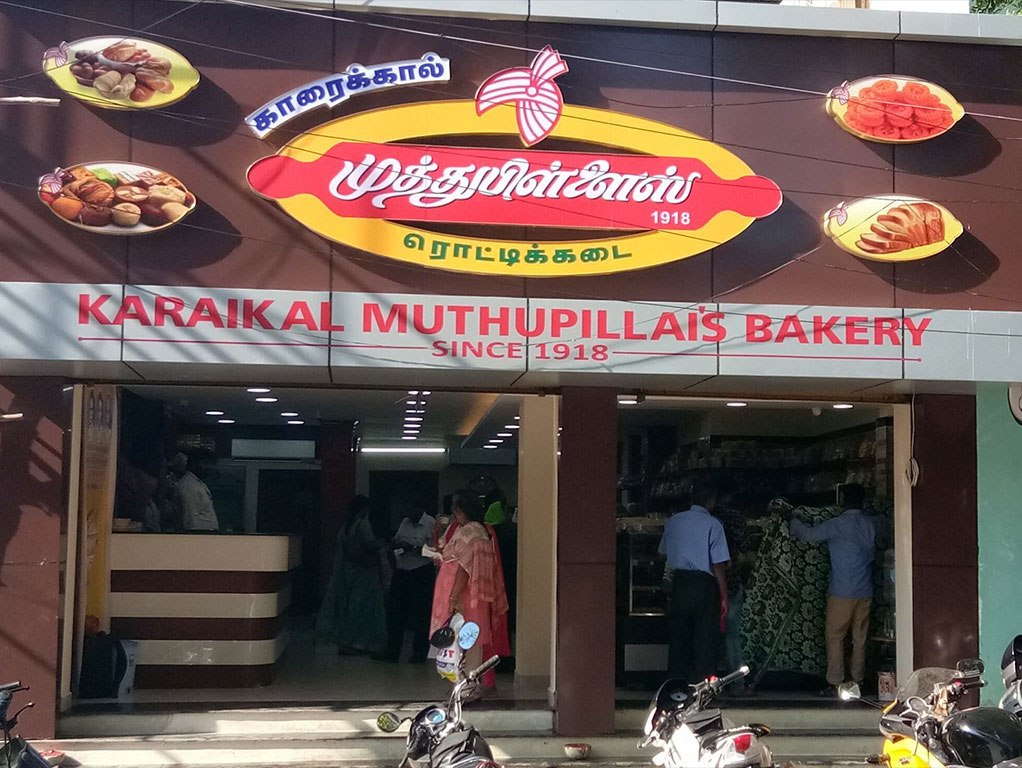 காரைக்கால்
முத்துபிள்ளைஸ்
1918
ரொட்டிக்கடை
KARAIKAL MUTHUPILLAI'S BAKERY
SINCE 1918